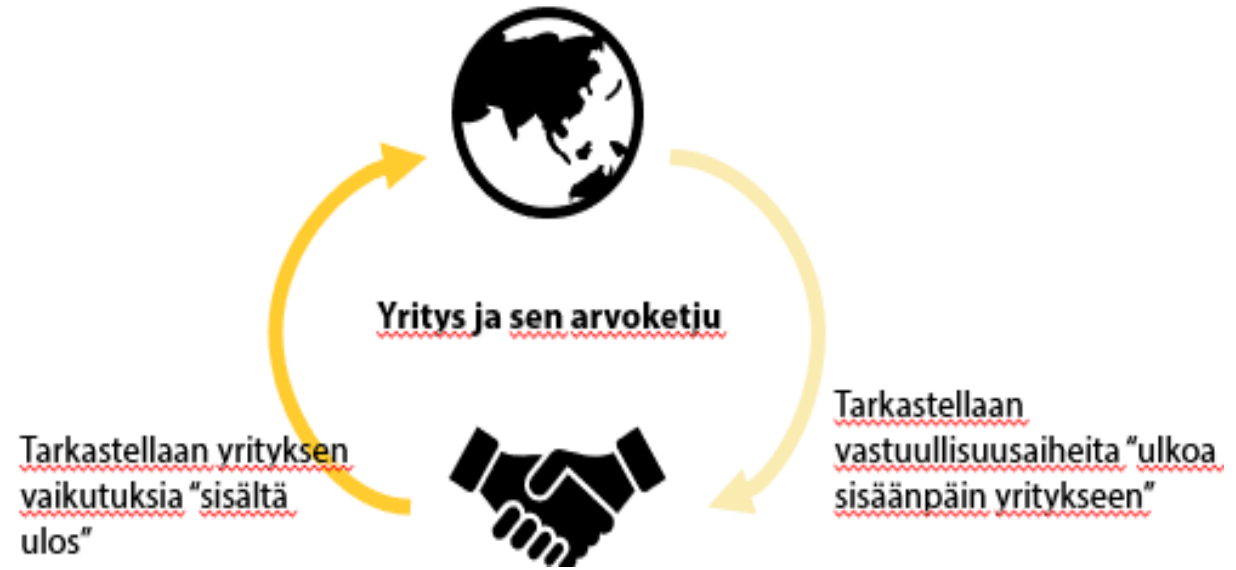 Yritys ja sen arvoketju
Tarkastellaan yrityksen
vaikutuksia “sisältä
ulos”
Tarkastellaan
vastuullisuusaiheita “ulkoa
sisäänpäin yritykseen”